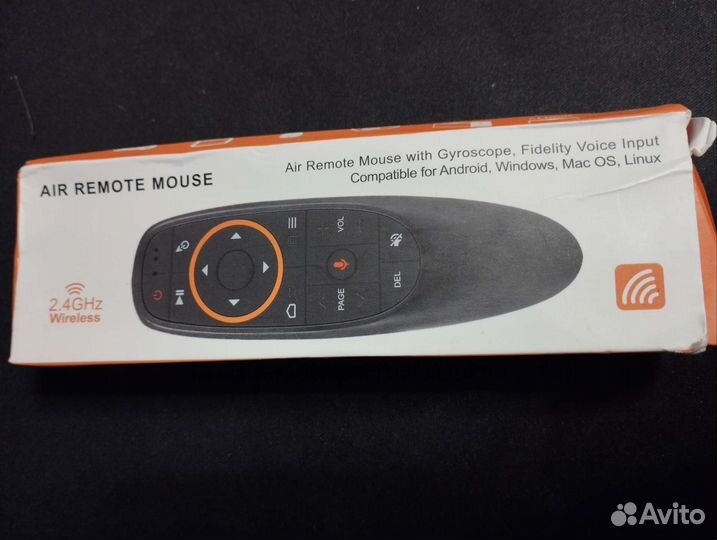 AIR REMOTE MOUSE
Air Remote Mouse with Gyroscope, Fidelity Voice Input
Compatible for Android, Windows, Mac OS, Linux
VOL
PAGE
DEL
2.4GHz
Wireless
Avito